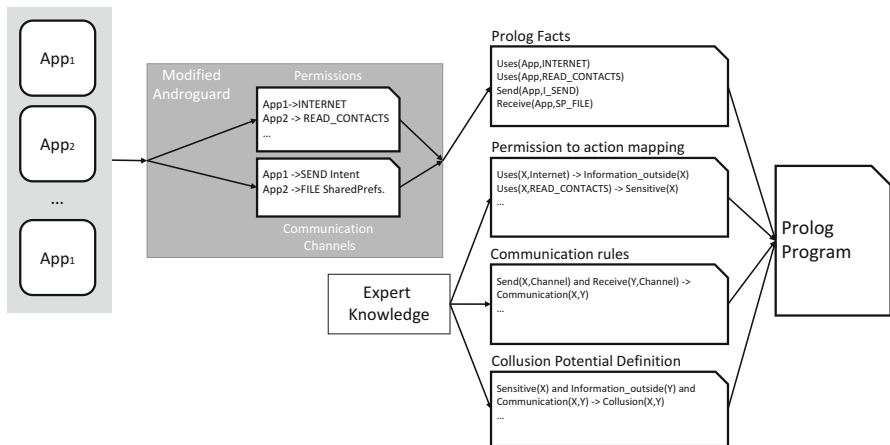 App1
App2
...
App1
Modified
Androguard
Permissions
App1->INTERNET
App2 -> READ_CONTACTS
...
App1 ->SEND Intent
App2 ->FILE SharedPrefs.
Communication
Channels
Expert
Knowledge
Prolog Facts
Uses(App,INTERNET)
Uses(App,READ_CONTACTS)
Send(App,I_SEND)
Receive(App,SP_FILE)
Permission to action mapping
Uses(X,Internet) -> Information_outside(X)
Uses(X,READ_CONTACTS) -> Sensitive(X)
...
Communication rules
Send(X,Channel) and Receive(Y,Channel) ->
Communication(X,Y)
...
Collusion Potential Definition
Sensitive(X) and Information_outside(Y) and
Communication(X,Y) -> Collusion(X,Y)
...
Prolog
Program